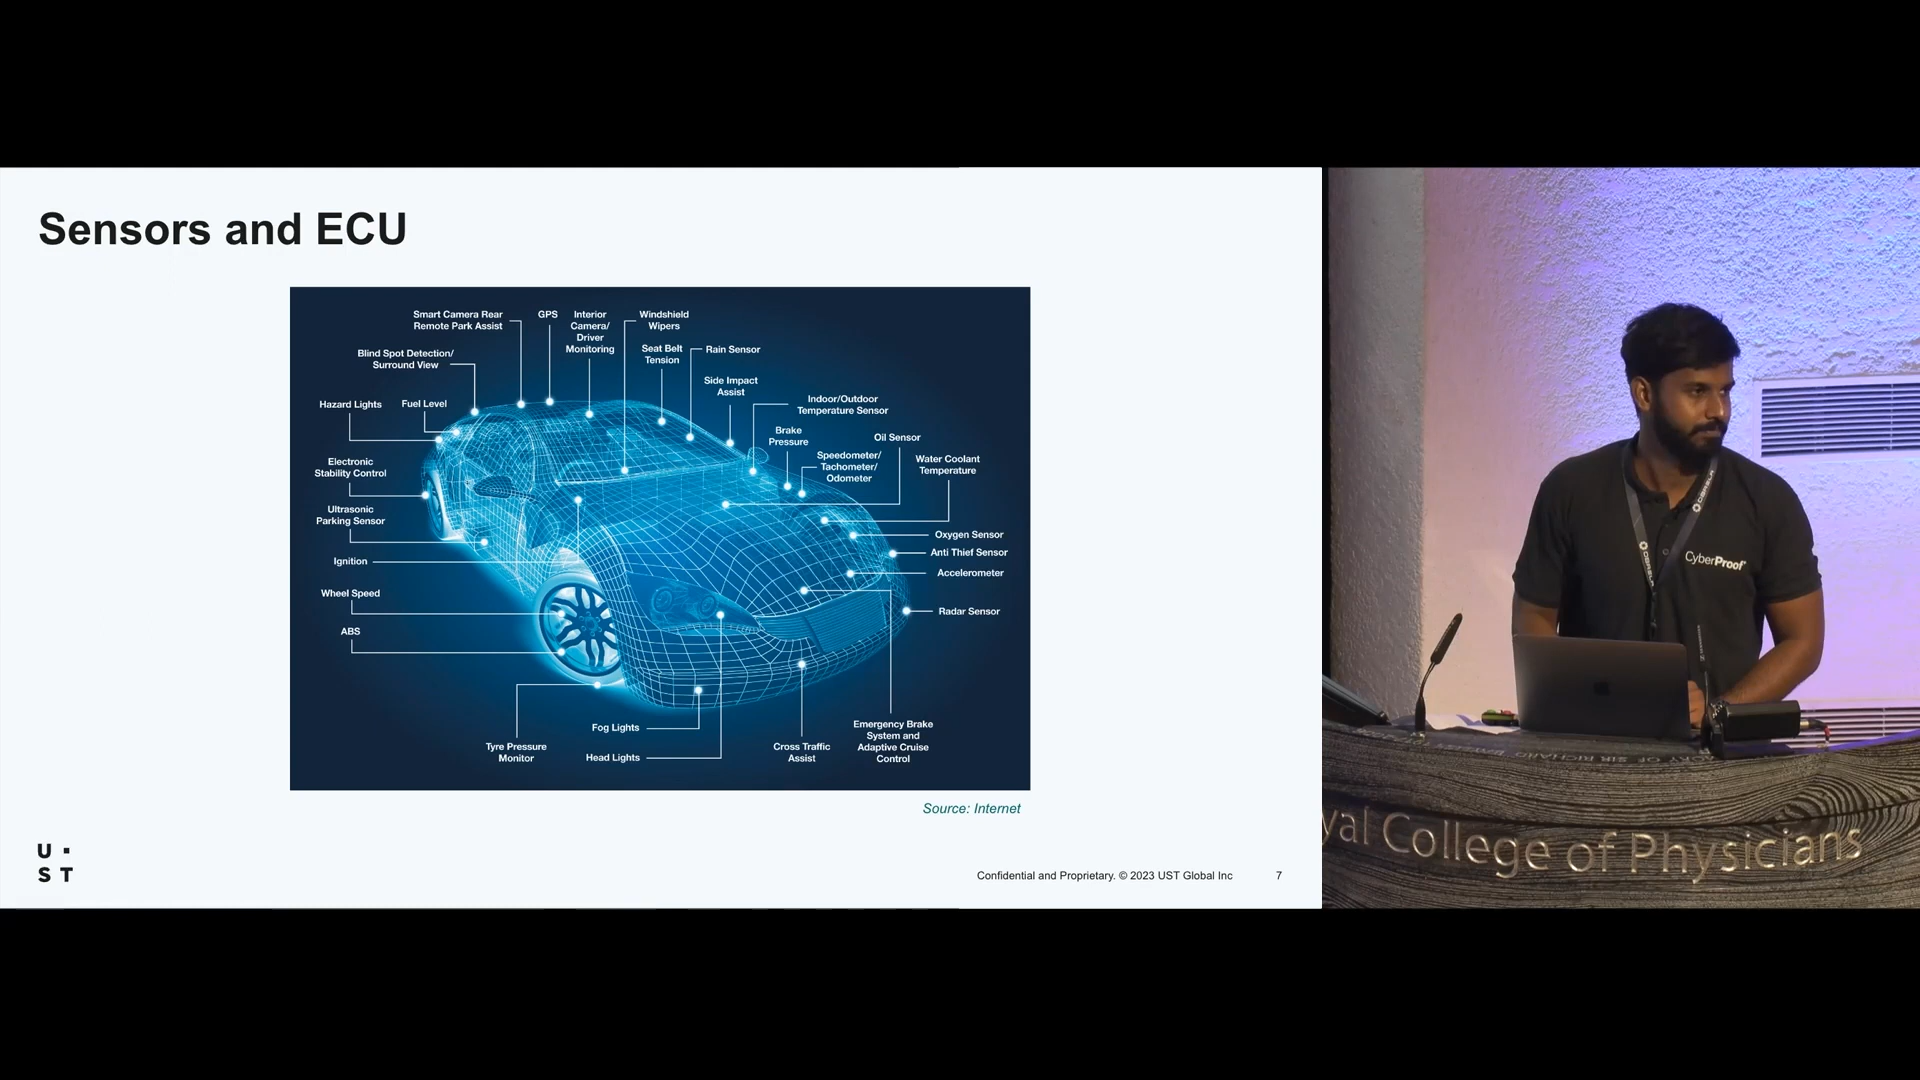 Sensors and ECU
Smart Camera Rear
Remote Park Assist
GPS
Interior
Camera/
Driver
Monitoring
Windshield
Wipers
Seat Belt
Tension
Rain Sensor
Blind Spot Detection/
Surround View
Side Impact
Assist
Hazard Lights
Fuel Level
Indoor/Outdoor
Temperature Sensor
Brake
Pressure
Oil Sensor
Speedometer/
Tachometer/
Odometer
Water Coolant
Temperature
Electronic
Stability Control
Ultrasonic
Parking Sensor
Oxygen Sensor
Anti Thief Sensor
Ignition
Accelerometer
Wheel Speed
Radar Sensor
ABS
Fog Lights
Tyre Pressure
Monitor
Head Lights
Cross Traffic
Assist
Emergency Brake
System and
Adaptive Cruise
Control
Source: Internet
U
ST
Confidential and Proprietary. © 2023 UST Global Inc
7
CyberProof
yal College of Physicians